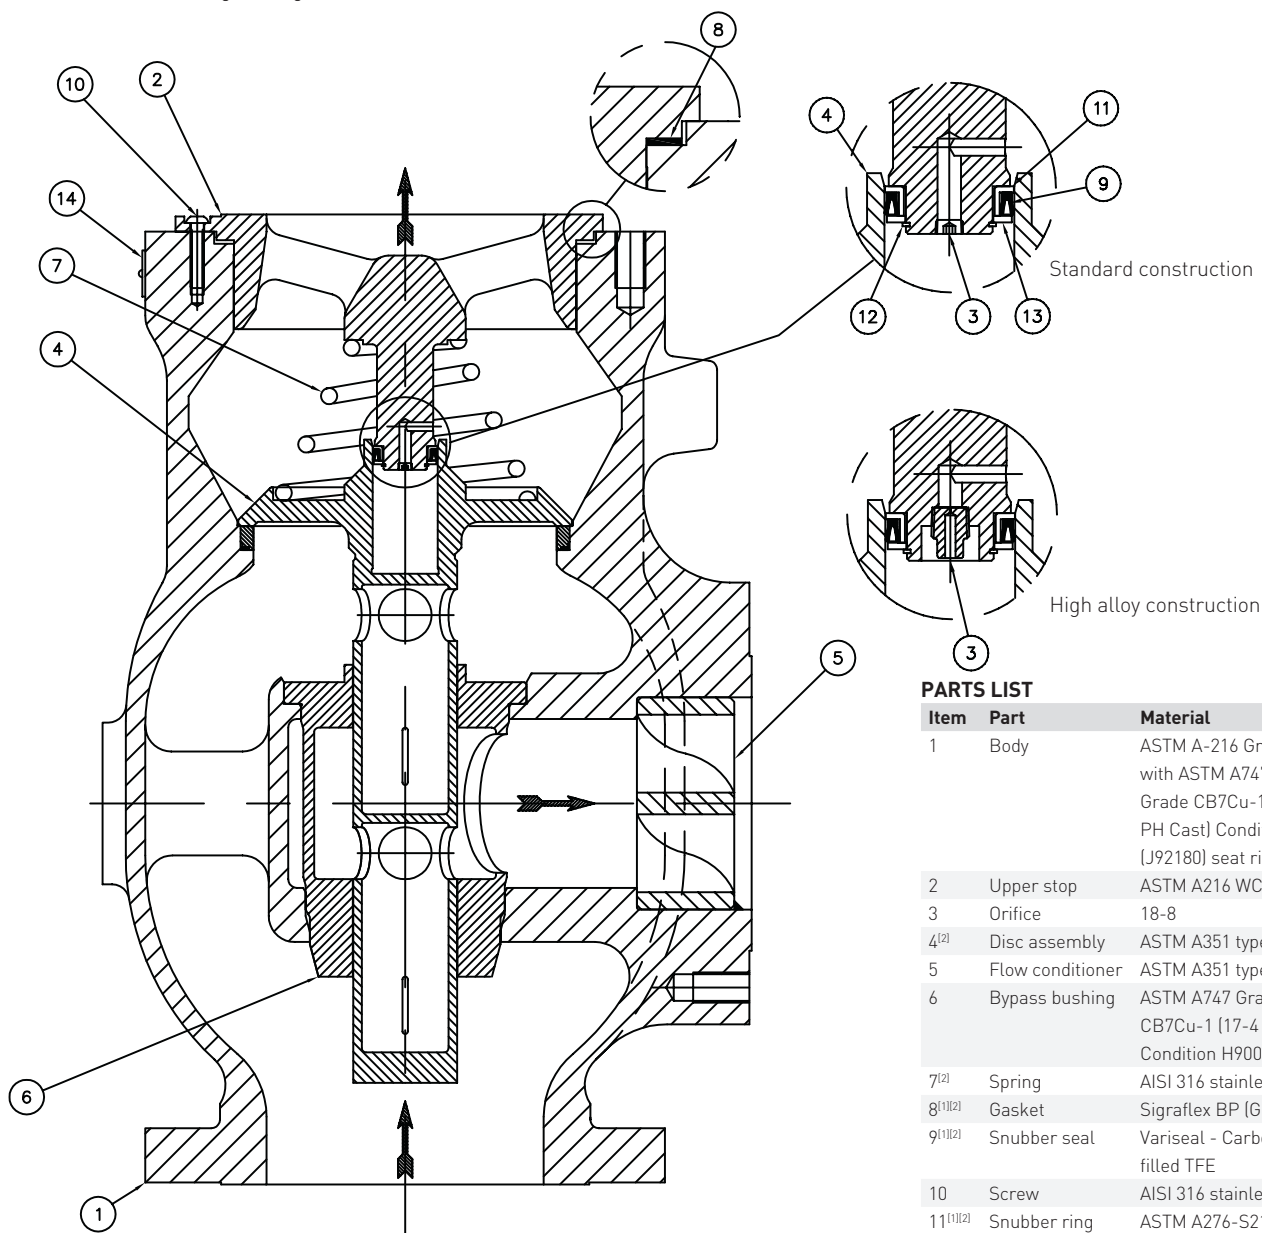 8
10
2
4
11
14
9
7
Standard construction
12
3
13
4
High alloy construction
3
5
6
1
PARTS LIST
Item Part Material
1 Body ASTM A-216 Gr
with ASTM A747
Grade CB7Cu-1
PH Cast) Condi
(J92180) seat ri
2 Upper stop ASTM A216 WC
3 Orifice 18-8
4[2] Disc assembly ASTM A351 type
5 Flow conditioner ASTM A351 type
6 Bypass bushing ASTM A747 Gra
CB7Cu-1 (17-4
Condition H900
7[2] Spring AISI 316 stainle
8[1][2] Gasket Sigraflex BP (G
9[1][2] Snubber seal Variseal - Carb
filled TFE
10 Screw AISI 316 stainle
11[1][2] Snubber ring ASTM A276-S2